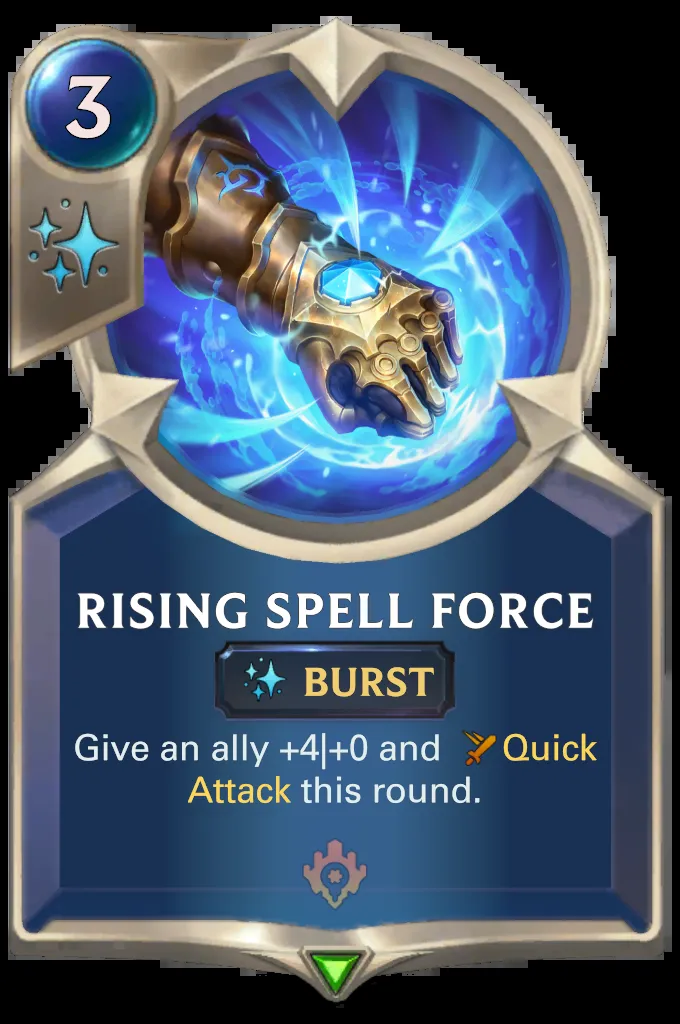 3
RISING SPELL FORCE
BURST
Give an ally +4|+0 and Quick
Attack this round.